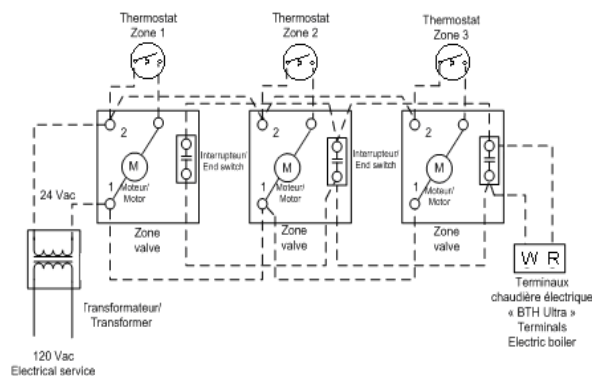 Thermostat
Zone 1
Thermostat
Zone 2
Thermostat
Zone 3
2
M
Moteur/
Motor
1
Interrupteur/
End switch
2
M
Moteur/
Motor
1
Interrupteur/
End switch
2
M
Moteur/
Motor
1
24 Vac
Zone
valve
Zone
valve
Zone
valve
W R
Transformateur/
Transformer
Terminaux
chaudière électrique
« BTH Ultra »
Terminals
Electric boiler
120 Vac
Electrical service